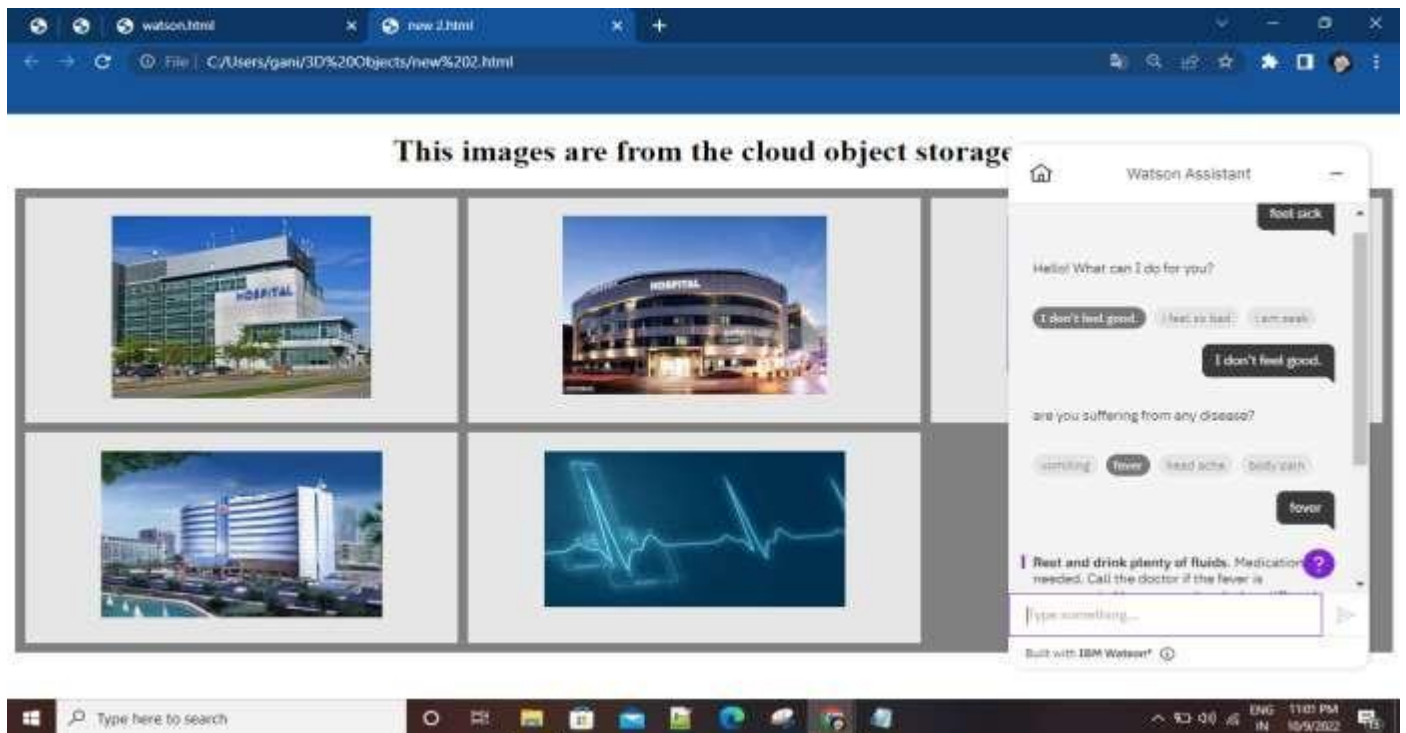 watson.html
new 2.html
File C:/Users/gani/3D%20Objects/new%202.html
This images are from the cloud object storage
HOSPITAL
HOSPITAL
Watson Assistant
feel sick
Hello! What can I do for you?
I don't feel good. I feel so bad
I don't feel good.
are you suffering from any disease?
vomiting fever head ache body pain
fever
Rest and drink plenty of fluids. Medication
?
needed. Call the doctor if the fever is
Type something...
Built with IBM Watson®
Type here to search
ENG
IN
11:01 PM
10/9/2022